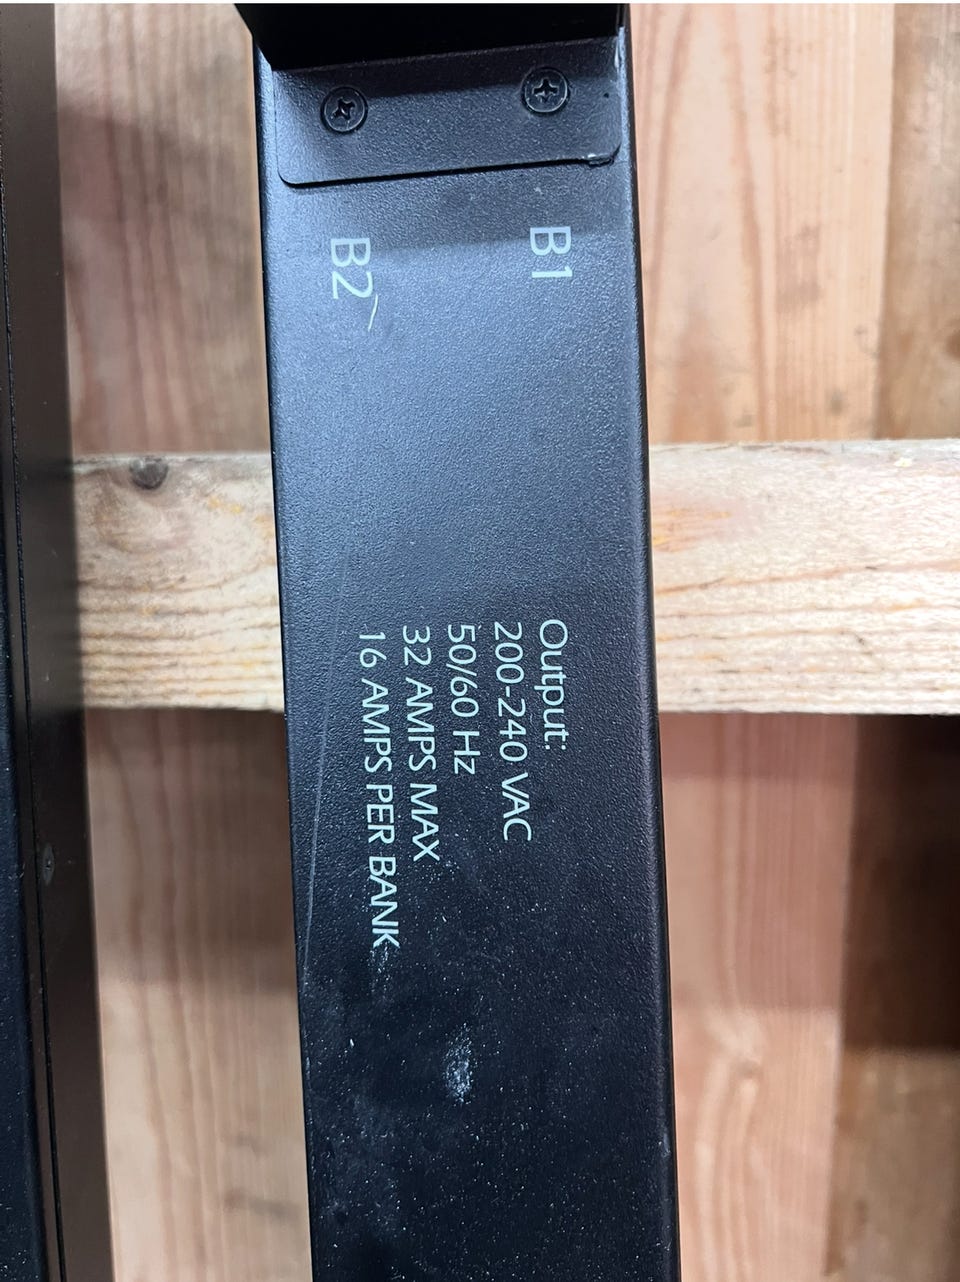 B1
B2
Output:
200-240 VAC
50/60 Hz
32 AMPS MAX
16 AMPS PER BANK